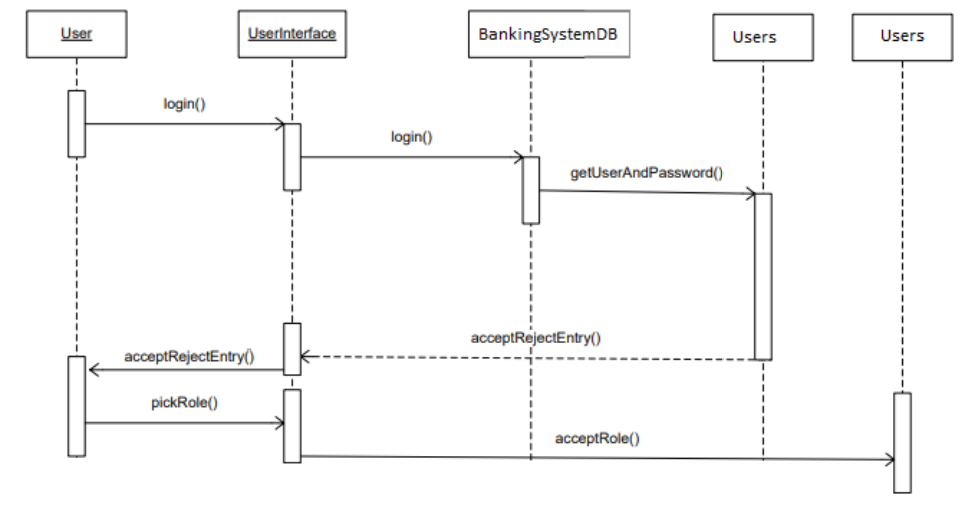 User
UserInterface
BankingSystemDB
Users
Users
login()
login()
getUserAndPassword()
acceptRejectEntry()
acceptRejectEntry()
pickRole()
acceptRole()